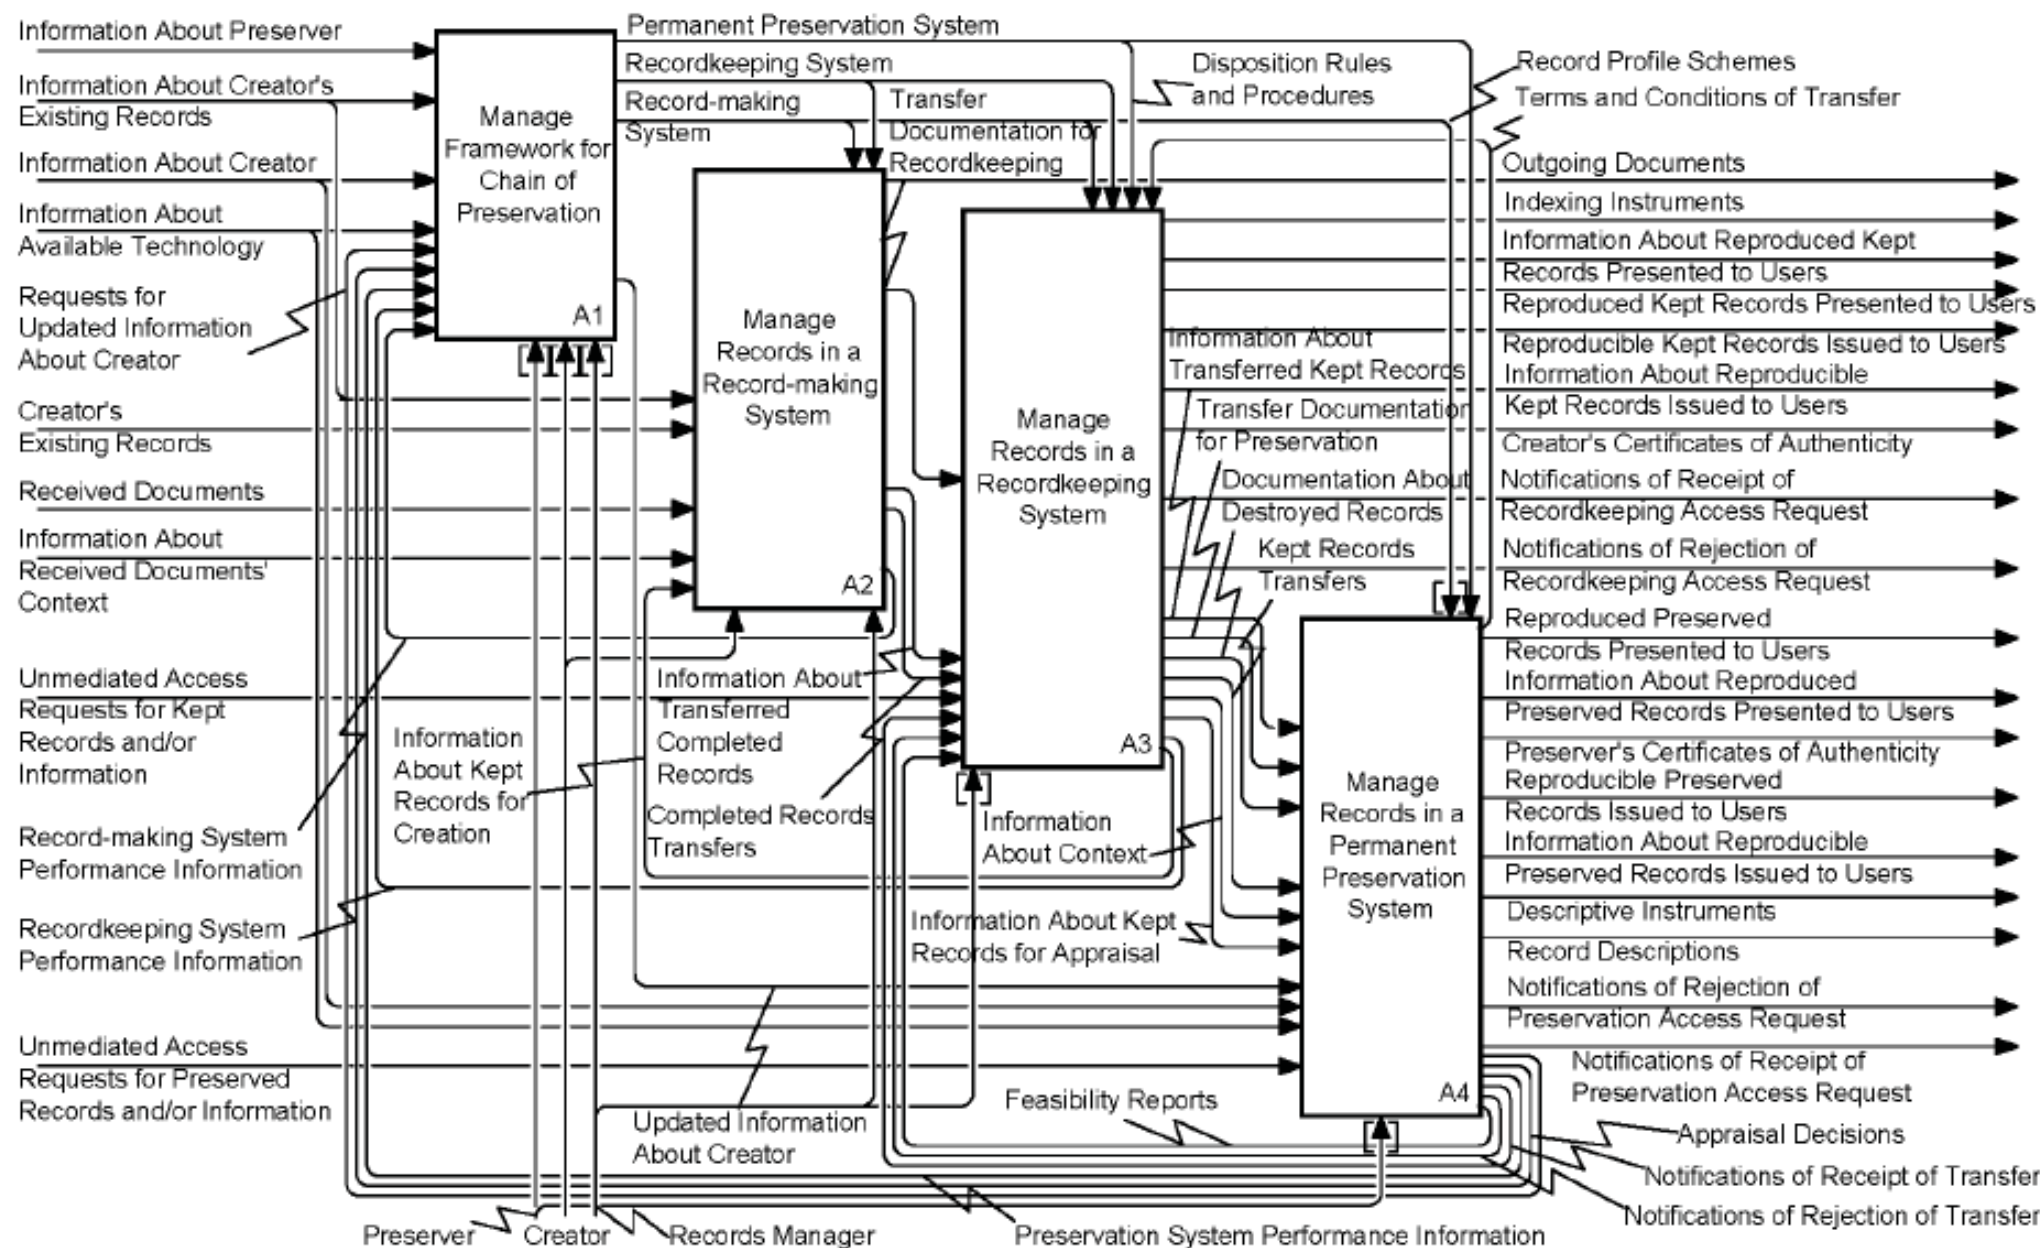 Information About Preserver
Information About Creator's
Existing Records
Information About Creator
Information About
Available Technology
Requests for
Updated Information
About Creator
Creator's
Existing Records
Received Documents
Information About
Received Documents'
Context
Unmediated Access
Requests for Kept
Records and/or
Information
Record-making System
Performance Information
Recordkeeping System
Performance Information
Unmediated Access
Requests for Preserved
Records and/or Information
Manage
Framework for
Chain of
Preservation
A1
Permanent Preservation System
Recordkeeping System
Record-making
System
Transfer
Documentation for
Recordkeeping
Disposition Rules
and Procedures
Record Profile Schemes
Terms and Conditions of Transfer
Manage
Records in a
Record-making
System
A2
Manage
Records in a
Recordkeeping
System
A3
Information About
Transferred Kept Records
Transfer Documentation
for Preservation
Documentation About
Destroyed Records
Kept Records
Transfers
Information
About Kept
Records for
Creation
Information About
Transferred
Completed
Records
Completed Records
Transfers
Information
About Context
Information About Kept
Records for Appraisal
Manage
Records in a
Permanent
Preservation
System
A4
Updated Information
About Creator
Feasibility Reports
Outgoing Documents
Indexing Instruments
Information About Reproduced Kept
Records Presented to Users
Reproduced Kept Records Presented to Users
Reproducible Kept Records Issued to Users
Information About Reproducible
Kept Records Issued to Users
Creator's Certificates of Authenticity
Notifications of Receipt of
Recordkeeping Access Request
Notifications of Rejection of
Recordkeeping Access Request
Reproduced Preserved
Records Presented to Users
Information About Reproduced
Preserved Records Presented to Users
Preserver's Certificates of Authenticity
Reproducible Preserved
Records Issued to Users
Information About Reproducible
Preserved Records Issued to Users
Descriptive Instruments
Record Descriptions
Notifications of Rejection of
Preservation Access Request
Notifications of Receipt of
Preservation Access Request
Appraisal Decisions
Notifications of Receipt of Transfer
Notifications of Rejection of Transfer
Preserver
Creator
Records Manager
Preservation System Performance Information